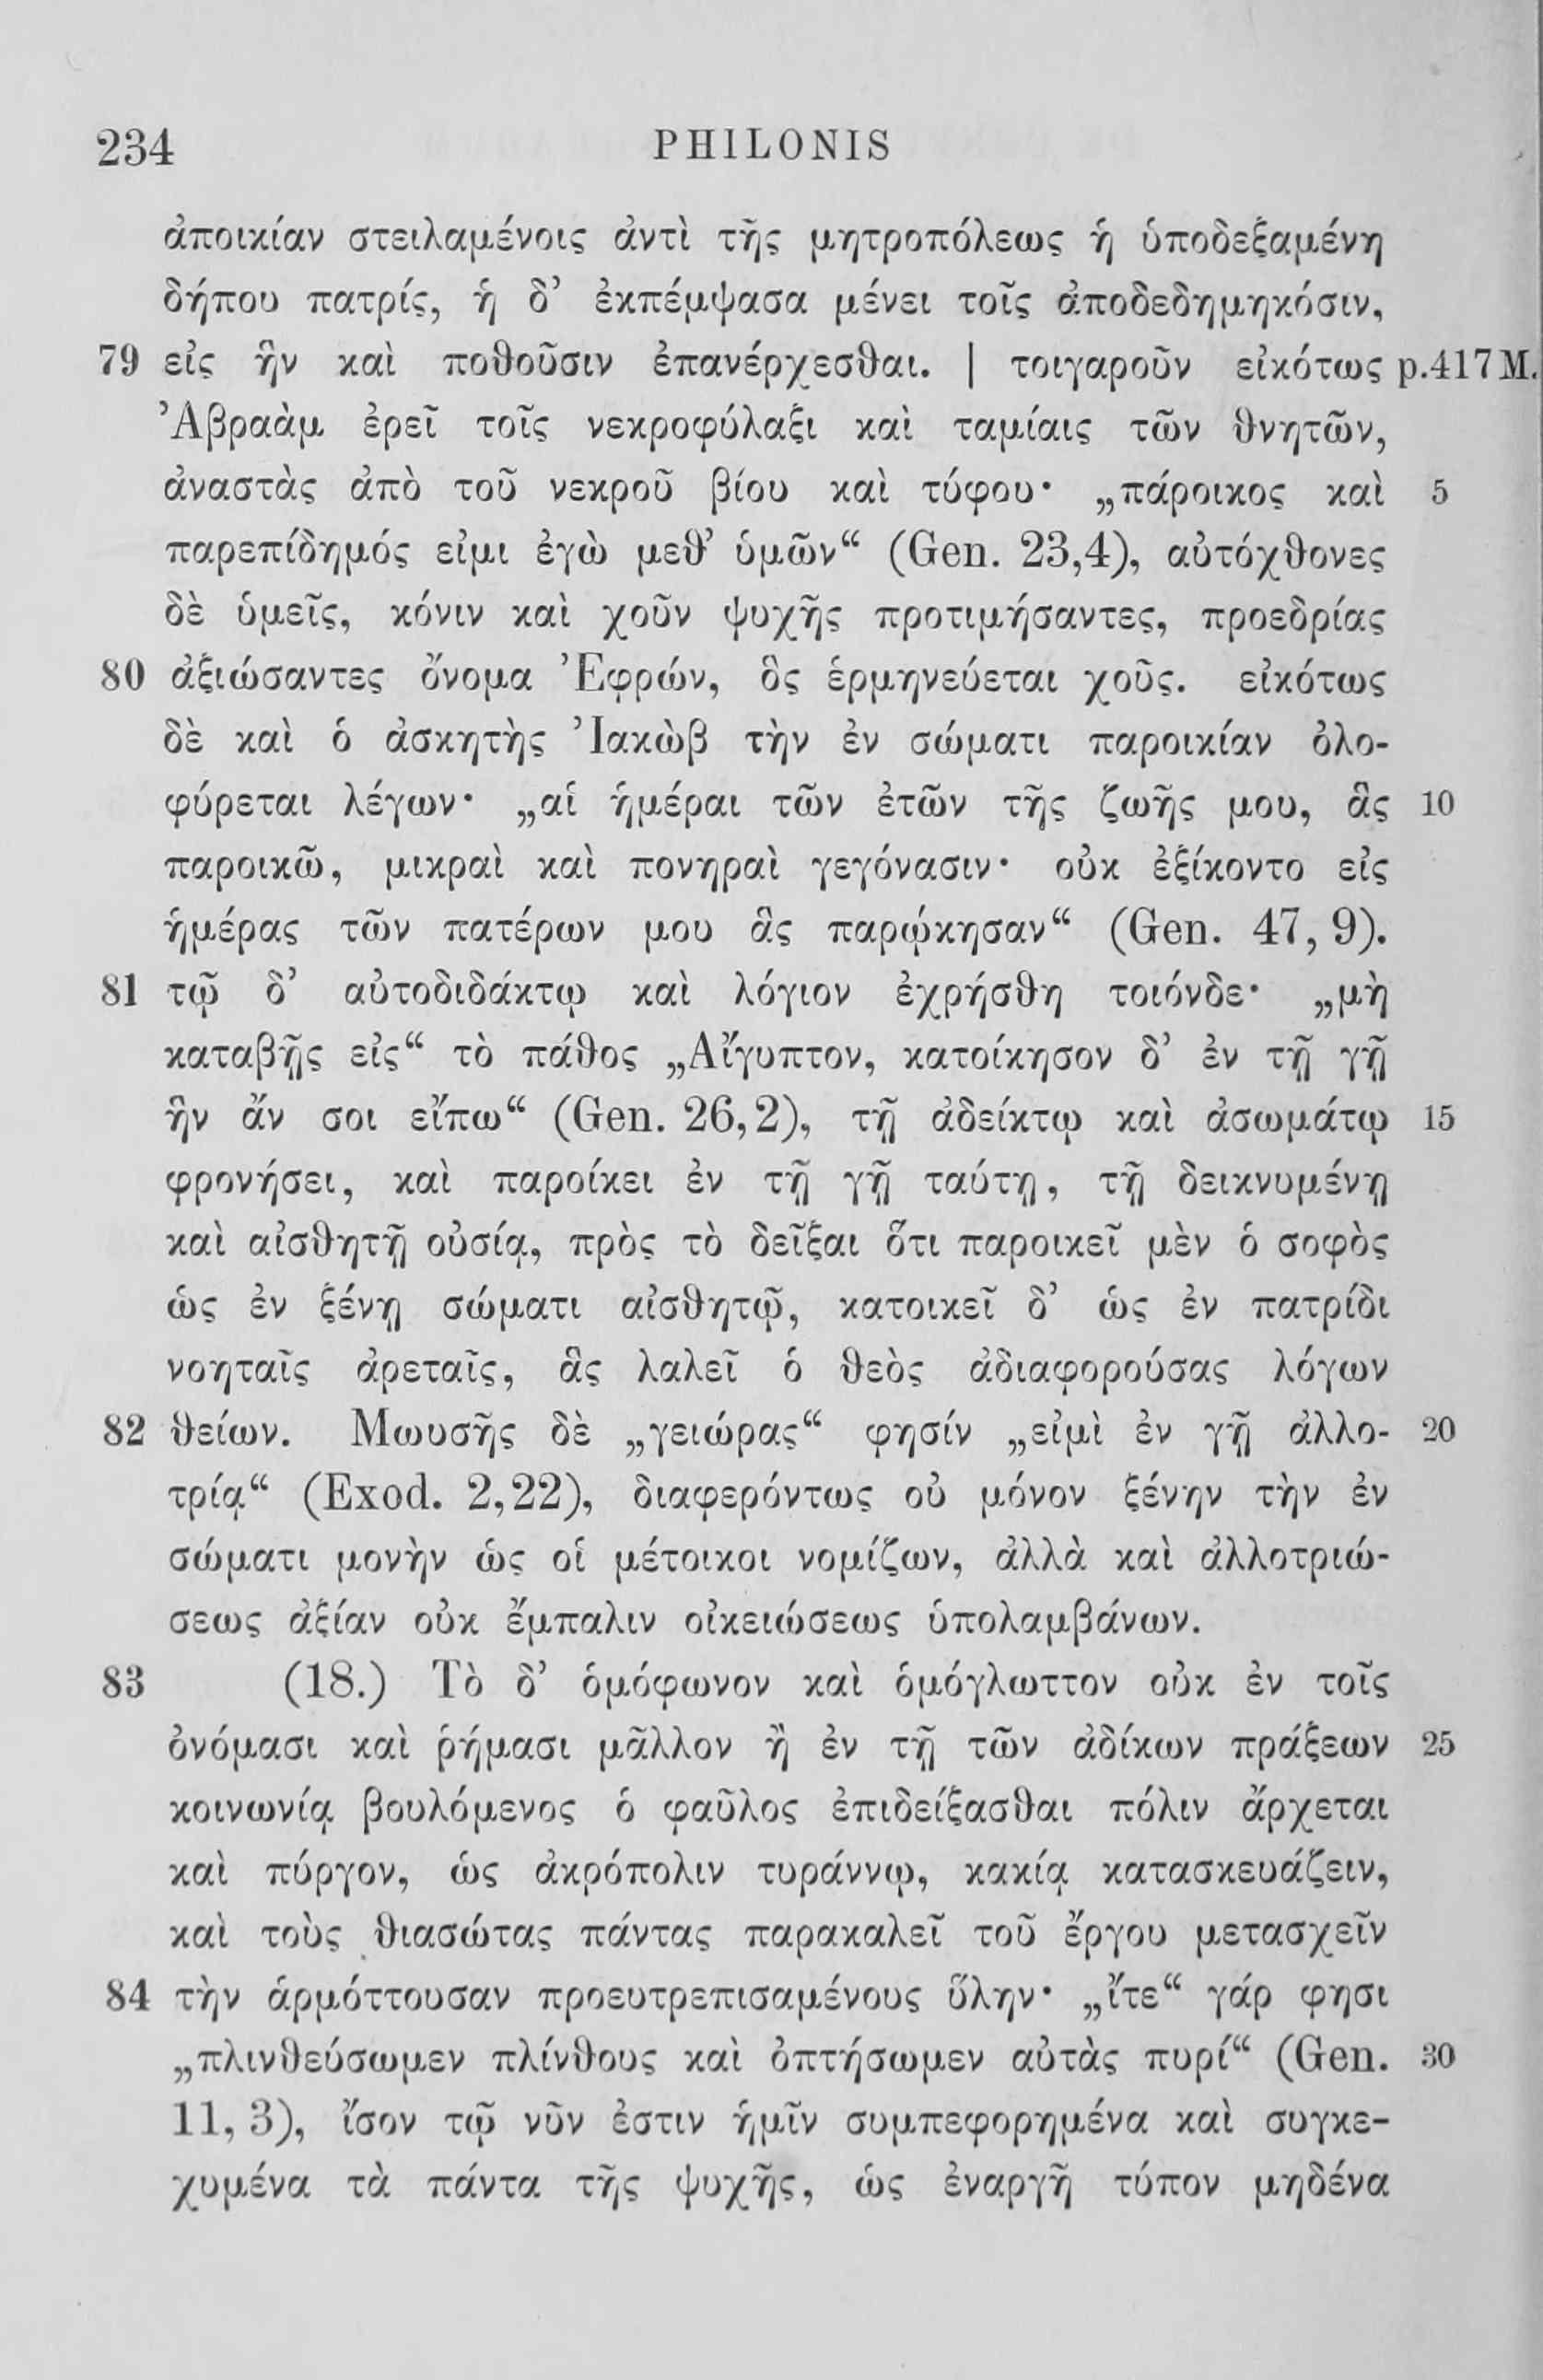 234 PHILONIS
ἀποικίαν στειλαμένοις ἀντὶ τῆς μητροπόλεως ἡ ὑποδεξαμένη
δήπου πατρίς, ἡ δ’ ἐκπέμψασα μένει τοῖς ἀποδεδημηκόσιν,
79 εἰς ἣν καὶ ποθοῦσιν ἐπανέρχεσθαι. | τοιγαροῦν εἰκότως p.417 M.
Ἀβραὰμ ἐρεῖ τοῖς νεκροφύλαξι καὶ ταμίαις τῶν θνητῶν,
ἀναστὰς ἀπὸ τοῦ νεκροῦ βίου καὶ τύφου· „πάροικος καὶ 5
παρεπίδημός εἰμι ἐγὼ μεθ’ ὑμῶν“ (Gen. 23,4), αὐτόχθονες
δὲ ὑμεῖς, κόνιν καὶ χοῦν ψυχῆς προτιμήσαντες, προεδρίας
80 ἀξιώσαντες ὄνομα Ἐφρών, ὃς ἑρμηνεύεται χοῦς. εἰκότως
δὲ καὶ ὁ ἀσκητὴς Ἰακὼβ τὴν ἐν σώματι παροικίαν ὀλο-
φύρεται λέγων· „αἱ ἡμέραι τῶν ἐτῶν τῆς ζωῆς μου, ἃς 10
παροικῶ, μικραὶ καὶ πονηραὶ γεγόνασιν· οὐκ ἐξίκοντο εἰς
ἡμέρας τῶν πατέρων μου ἃς παρῴκησαν“ (Gen. 47, 9).
81 τῷ δ’ αὐτοδιδάκτῳ καὶ λόγιον ἐχρήσθη τοιόνδε· „μὴ
καταβῇς εἰς“ τὸ πάθος „Αἴγυπτον, κατοίκησον δ’ ἐν τῇ γῇ
ἣν ἄν σοι εἴπω“ (Gen. 26,2), τῇ ἀδείκτῳ καὶ ἀσωμάτῳ 15
φρονήσει, καὶ παροίκει ἐν τῇ γῇ ταύτῃ, τῇ δεικνυμένῃ
καὶ αἰσθητῇ οὐσίᾳ, πρὸς τὸ δεῖξαι ὅτι παροικεῖ μὲν ὁ σοφὸς
ὡς ἐν ξένῃ σώματι αἰσθητῷ, κατοικεῖ δ’ ὡς ἐν πατρίδι
νοηταῖς ἀρεταῖς, ἃς λαλεῖ ὁ θεὸς ἀδιαφορούσας λόγων
82 θείων. Μωυσῆς δὲ „γειώρας“ φησίν „εἰμὶ ἐν γῇ ἀλλο- 20
τρίᾳ“ (Exod. 2,22), διαφερόντως οὐ μόνον ξένην τὴν ἐν
σώματι μονὴν ὡς οἱ μέτοικοι νομίζων, ἀλλὰ καὶ ἀλλοτριώ-
σεως ἀξίαν οὐκ ἔμπαλιν οἰκειώσεως ὑπολαμβάνων.
83 (18.) Τὸ δ’ ὁμόφωνον καὶ ὁμόγλωττον οὐκ ἐν τοῖς
ὀνόμασι καὶ ῥήμασι μᾶλλον ἢ ἐν τῇ τῶν ἀδίκων πράξεων 25
κοινωνίᾳ βουλόμενος ὁ φαῦλος ἐπιδείξασθαι πόλιν ἄρχεται
καὶ πύργον, ὡς ἀκρόπολιν τυράννῳ, κακίᾳ κατασκευάζειν,
καὶ τοὺς θιασώτας πάντας παρακαλεῖ τοῦ ἔργου μετασχεῖν
84 τὴν ἁρμόττουσαν προευτρεπισαμένους ὕλην· „ἴτε“ γάρ φησι
„πλινθεύσωμεν πλίνθους καὶ ὀπτήσωμεν αὐτὰς πυρί“ (Gen. 30
11, 3), ἴσον τῷ νῦν ἐστιν ἡμῖν συμπεφορημένα καὶ συγκε-
χυμένα τὰ πάντα τῆς ψυχῆς, ὡς ἐναργῆ τύπον μηδένα